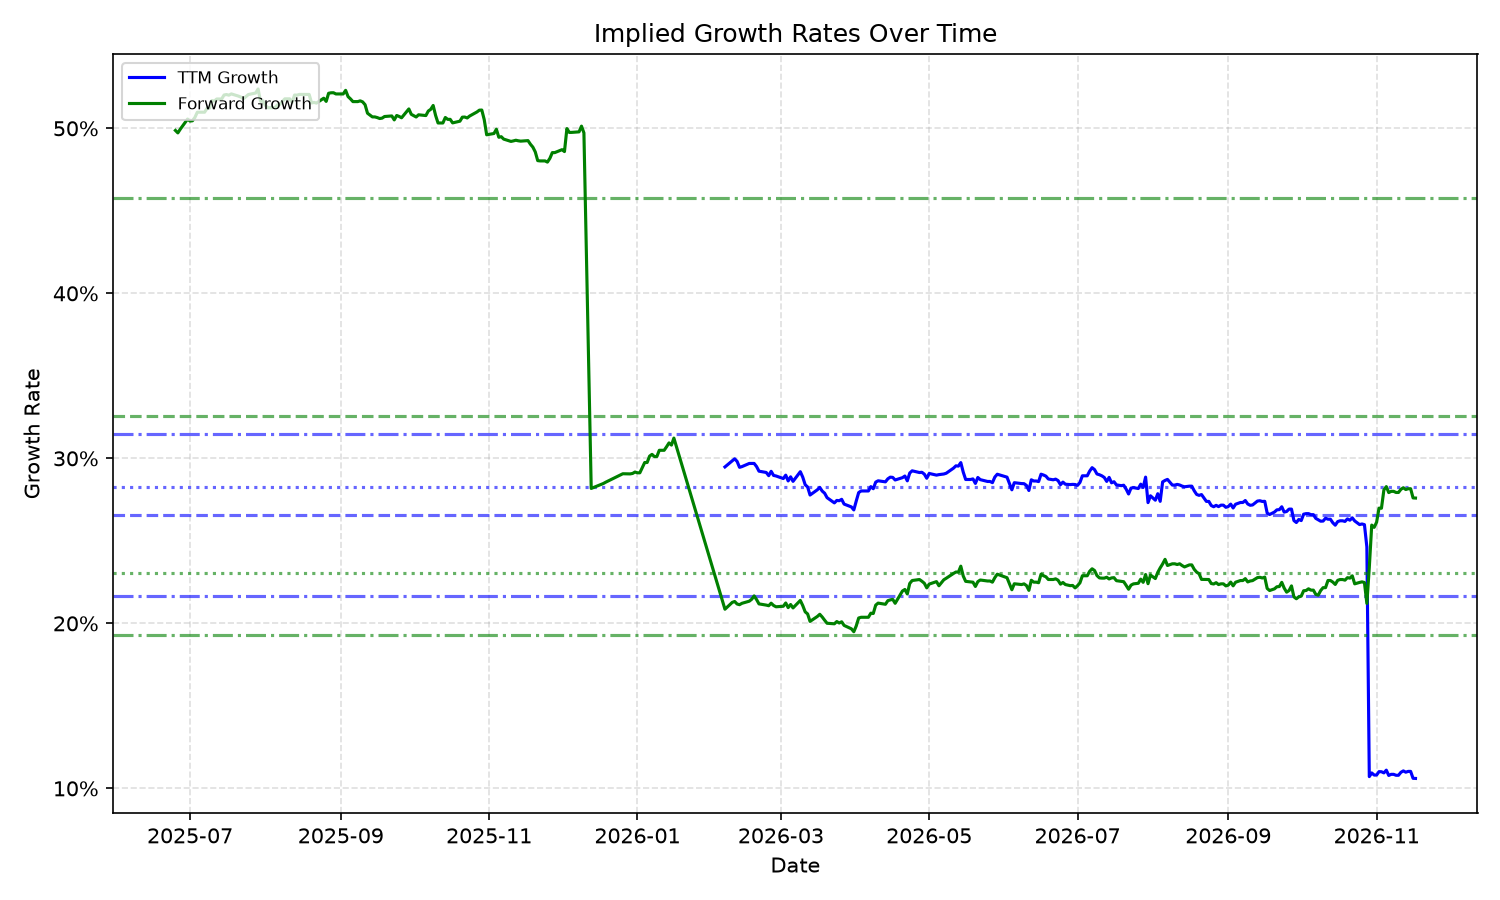 Implied Growth Rates Over Time
TTM Growth
Forward Growth
50%
40%
30%
20%
10%
Growth Rate
2025-07 2025-09 2025-11 2026-01 2026-03 2026-05 2026-07 2026-09 2026-11
Date